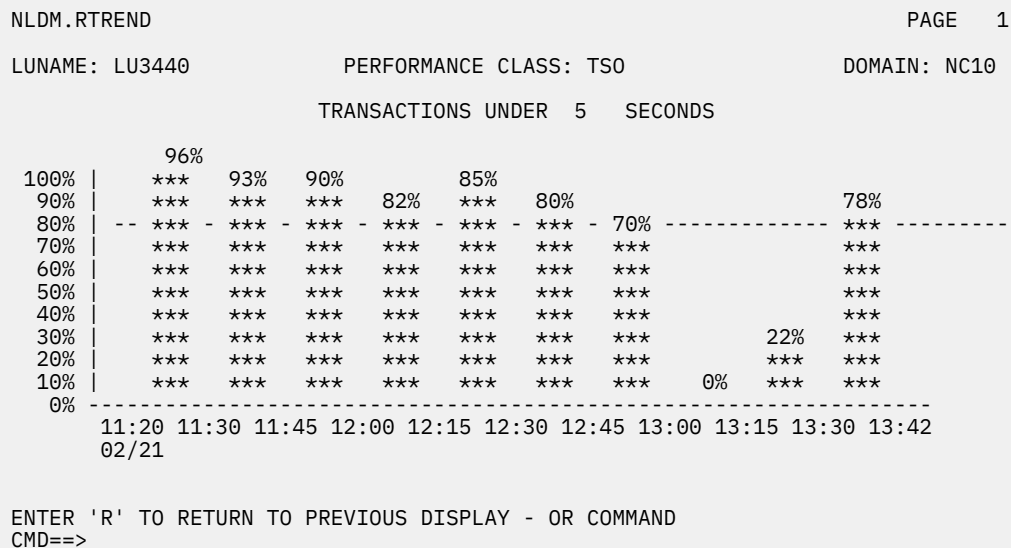 NLDM.RTREND PAGE 1
LUNAME: LU3440 PERFORMANCE CLASS: TSO DOMAIN: NC10
TRANSACTIONS UNDER 5 SECONDS
96%
100% | *** 93% 90% 85%
90% | *** *** *** 82% *** 80% 78%
80% | -- *** - *** - *** - *** - *** - *** - 70% ------------- *** ---------
70% | *** *** *** *** *** *** *** ***
60% | *** *** *** *** *** *** *** ***
50% | *** *** *** *** *** *** *** ***
40% | *** *** *** *** *** *** *** ***
30% | *** *** *** *** *** *** *** 22% ***
20% | *** *** *** *** *** *** *** *** ***
10% | *** *** *** *** *** *** *** 0% *** ***
0% ------------------------------------------------------------------
11:20 11:30 11:45 12:00 12:15 12:30 12:45 13:00 13:15 13:30 13:42
02/21
ENTER 'R' TO RETURN TO PREVIOUS DISPLAY - OR COMMAND
CMD==>